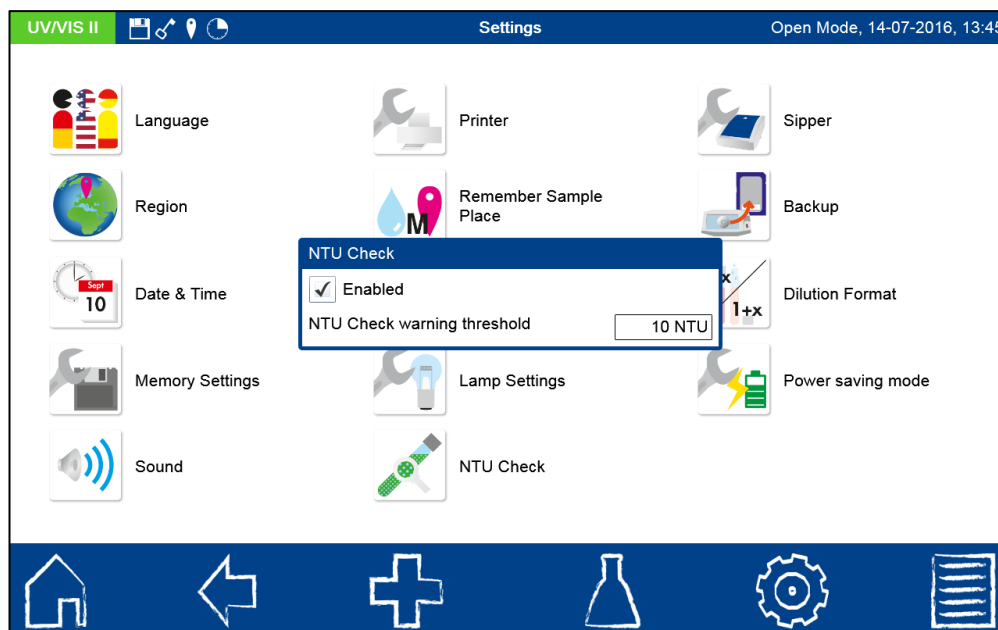 UV/VIS II
Settings
Open Mode, 14-07-2016, 13:45
Language
Printer
Sipper
Region
Remember Sample
Place
M
Backup
NTU Check
Enabled
NTU Check warning threshold
10 NTU
Sept
10
Date & Time
x
1+x
Dilution Format
Memory Settings
Lamp Settings
Power saving mode
Sound
NTU Check